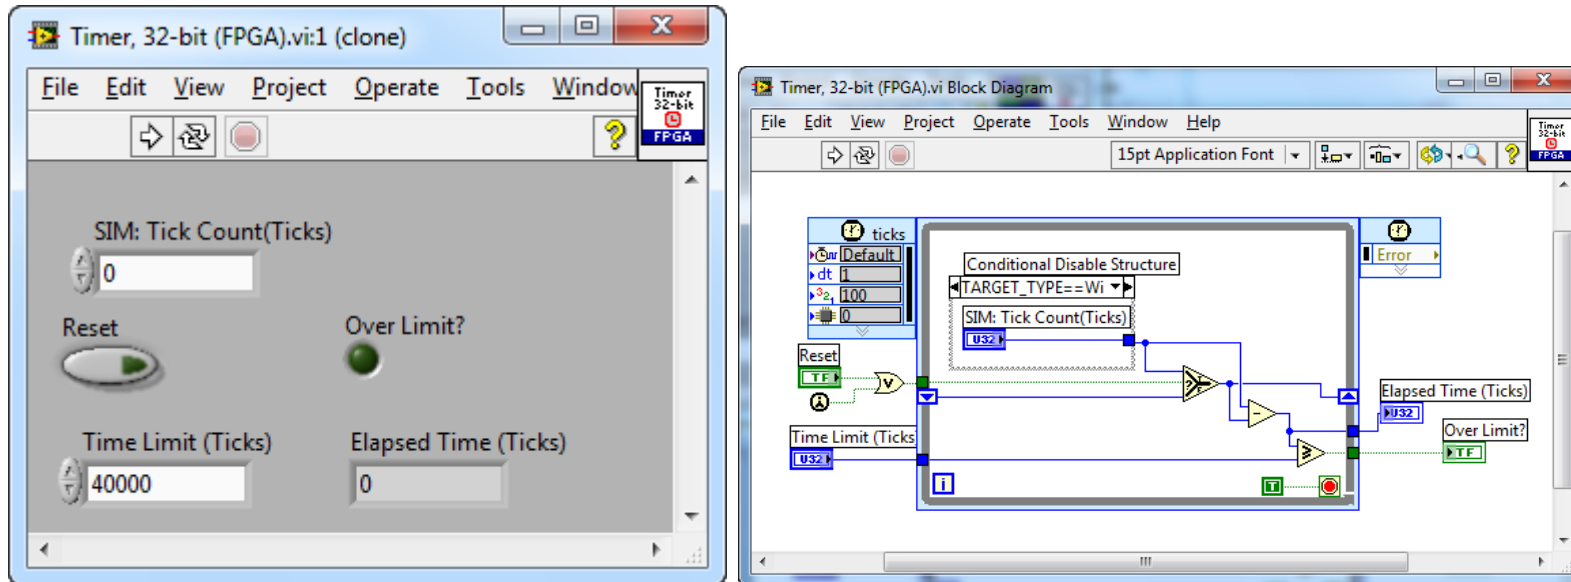 Timer, 32-bit (FPGA).vi:1 (clone)
File Edit View Project Operate Tools Window
Timer
32-bit
FPGA
SIM: Tick Count(Ticks)
0
Reset
Over Limit?
Time Limit (Ticks)
Elapsed Time (Ticks)
40000
0
Timer, 32-bit (FPGA).vi Block Diagram
File Edit View Project Operate Tools Window Help
15pt Application Font
Timer
32-bit
FPGA
ticks
Default
dt 1
100
0
Error
Conditional Disable Structure
TARGET_TYPE==Wi
SIM: Tick Count(Ticks)
U32
Reset
TF
Elapsed Time (Ticks)
U32
Time Limit (Ticks
U32
Over Limit?
TF
i
T